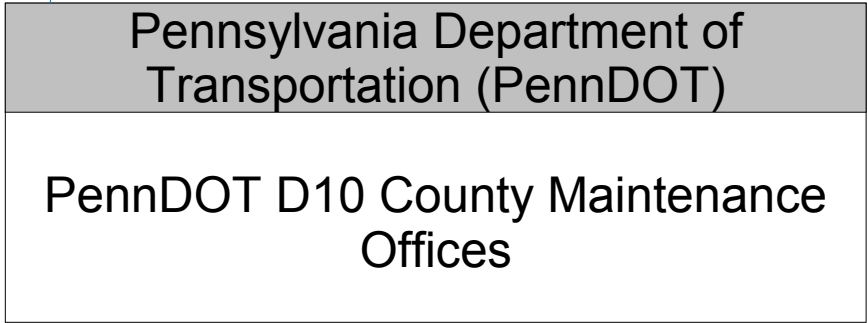 Pennsylvania Department of
Transportation (PennDOT)
PennDOT D10 County Maintenance
Offices